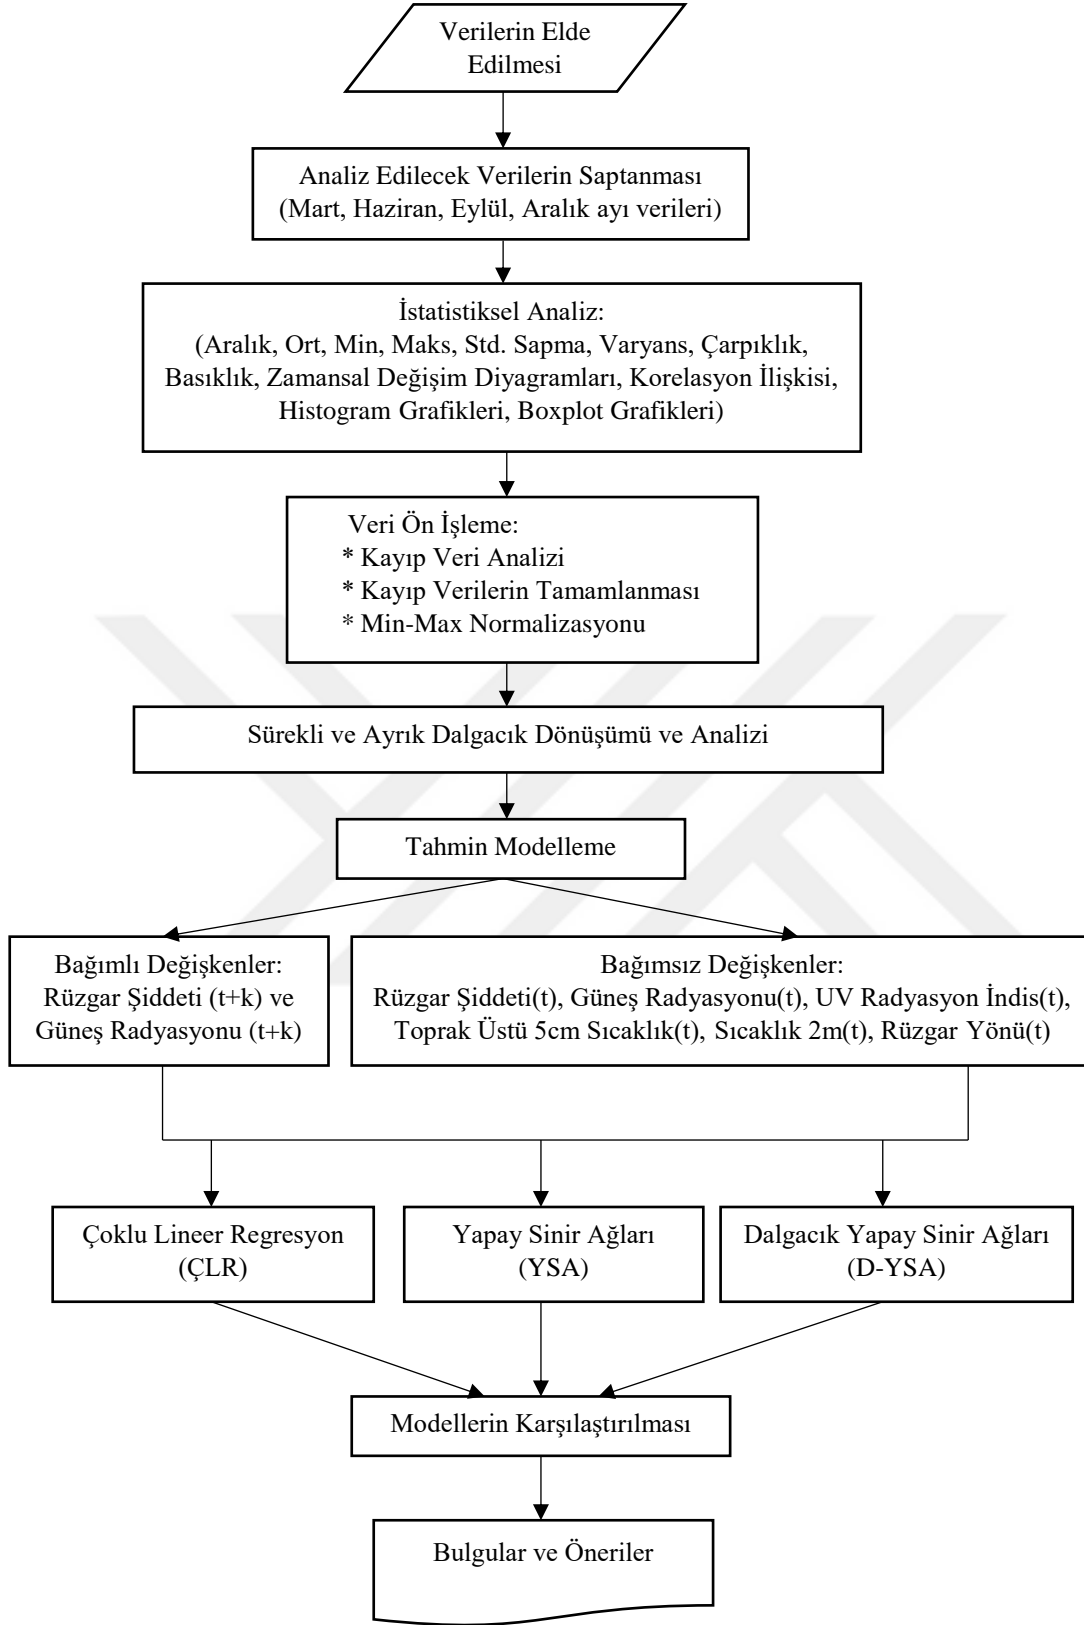 Verilerin Elde
Edilmesi
Analiz Edilecek Verilerin Saptanması
(Mart, Haziran, Eylül, Aralık ayı verileri)
İstatistiksel Analiz:
(Aralık, Ort, Min, Maks, Std. Sapma, Varyans, Çarpıklık,
Basıklık, Zamansal Değişim Diyagramları, Korelasyon İlişkisi,
Histogram Grafikleri, Boxplot Grafikleri)
Veri Ön İşleme:
* Kayıp Veri Analizi
* Kayıp Verilerin Tamamlanması
* Min-Max Normalizasyonu
Sürekli ve Ayrık Dalgacık Dönüşümü ve Analizi
Tahmin Modelleme
Bağımlı Değişkenler:
Rüzgar Şiddeti (t+k) ve
Güneş Radyasyonu (t+k)
Bağımsız Değişkenler:
Rüzgar Şiddeti(t), Güneş Radyasyonu(t), UV Radyasyon İndis(t),
Toprak Üstü 5cm Sıcaklık(t), Sıcaklık 2m(t), Rüzgar Yönü(t)
Çoklu Lineer Regresyon
(ÇLR)
Yapay Sinir Ağları
(YSA)
Dalgacık Yapay Sinir Ağları
(D-YSA)
Modellerin Karşılaştırılması
Bulgular ve Öneriler